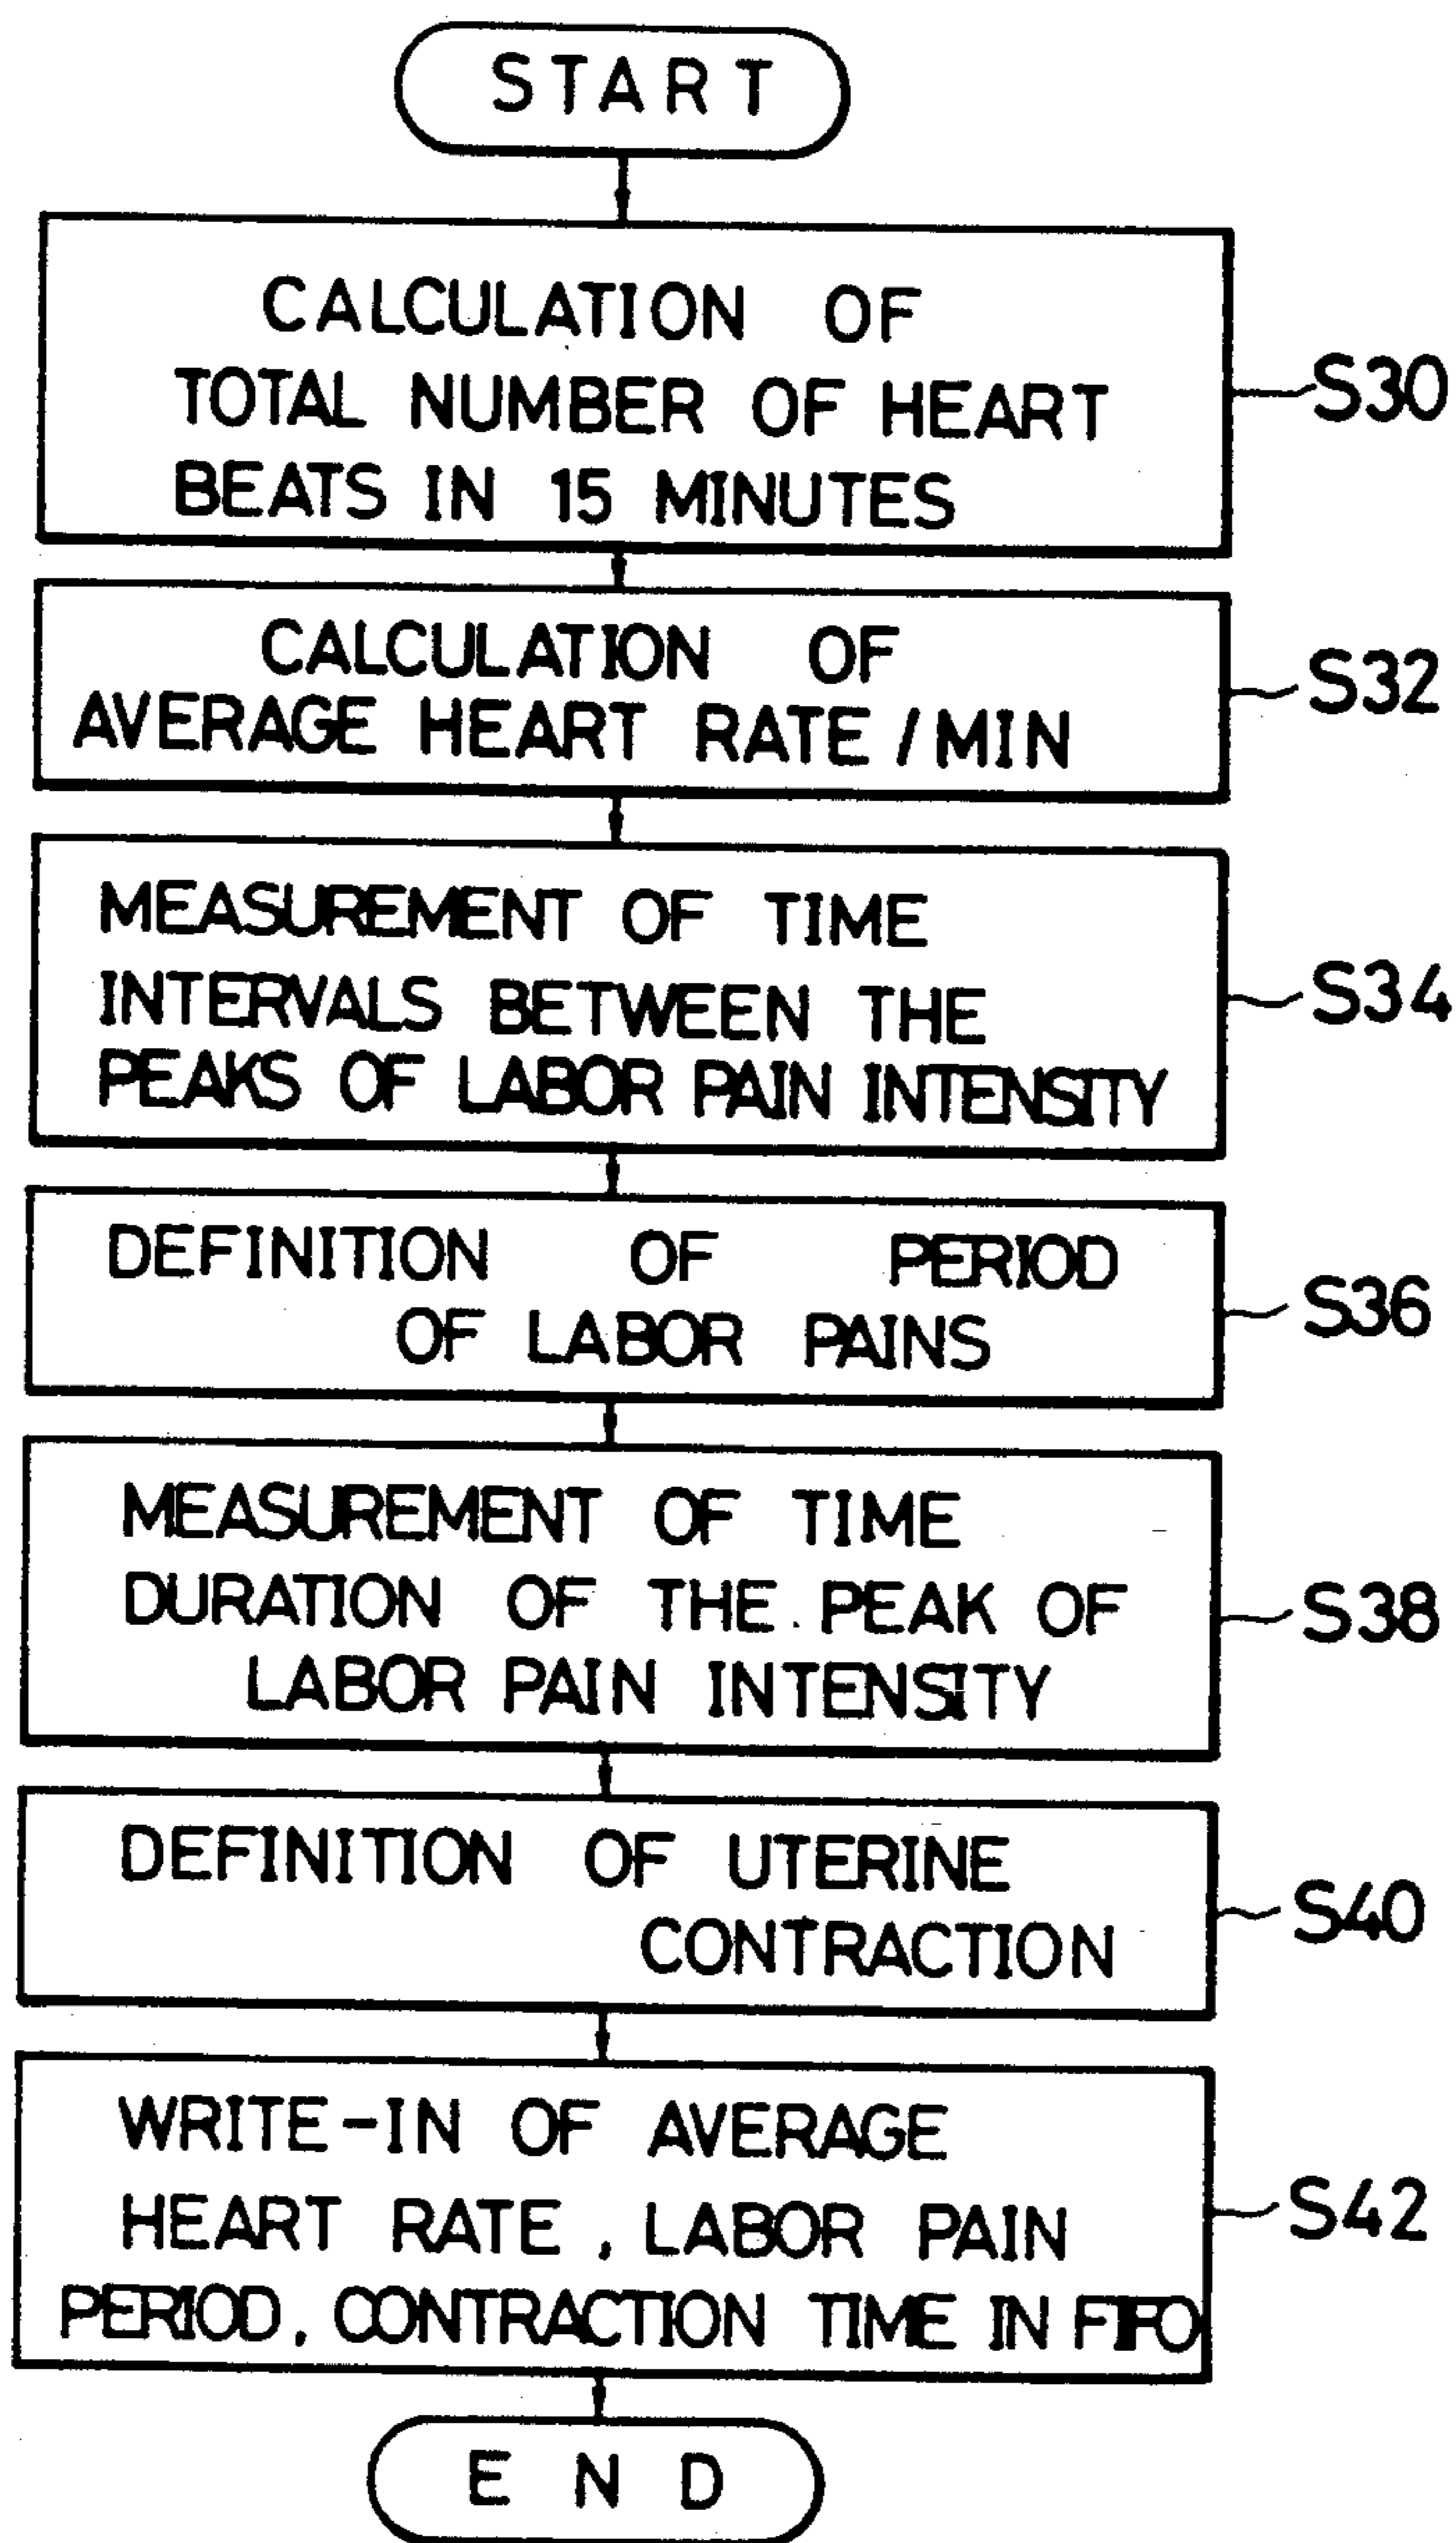 START
CALCULATION OF
TOTAL NUMBER OF HEART
BEATS IN 15 MINUTES
S30
CALCULATION OF
AVERAGE HEART RATE / MIN
S32
MEASUREMENT OF TIME
INTERVALS BETWEEN THE
PEAKS OF LABOR PAIN INTENSITY
S34
DEFINITION OF PERIOD
OF LABOR PAINS
S36
MEASUREMENT OF TIME
DURATION OF THE PEAK OF
LABOR PAIN INTENSITY
S38
DEFINITION OF UTERINE
CONTRACTION
S40
WRITE-IN OF AVERAGE
HEART RATE, LABOR PAIN
PERIOD, CONTRACTION TIME IN FIFO
S42
END